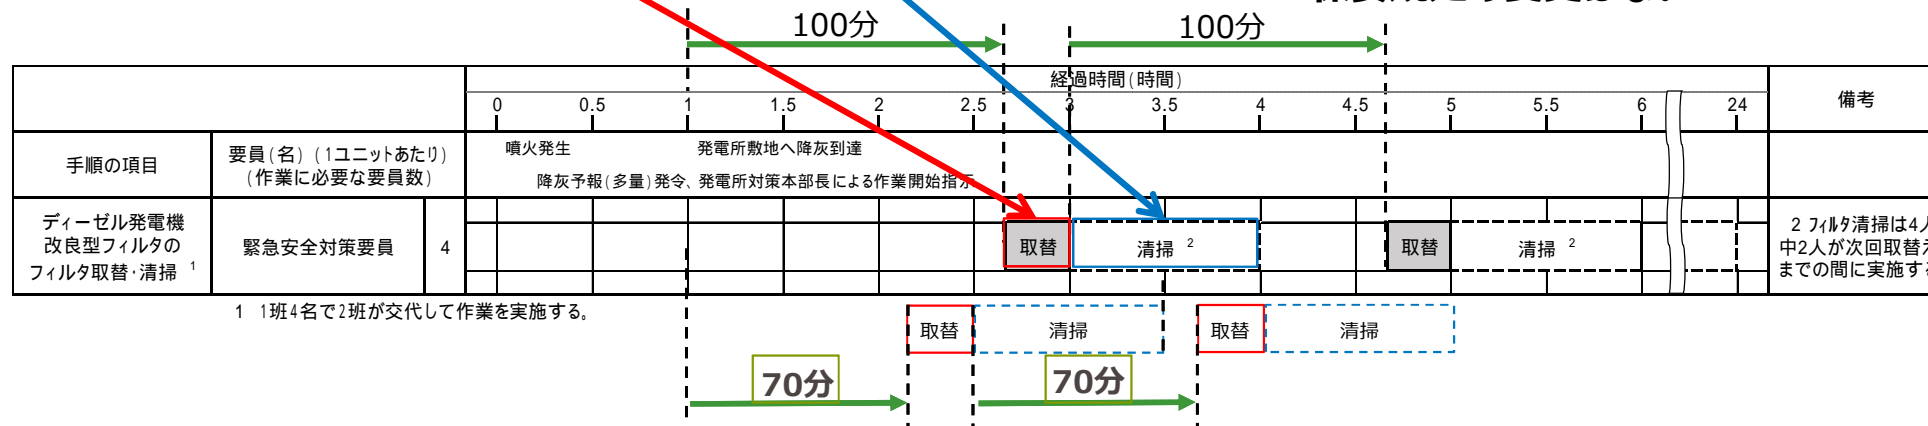 100分
100分
経過時間(時間)
0
0.5
1
1.5
2
2.5
3
3.5
4
4.5
5
5.5
6
24
備考
手順の項目
要員(名)(1ユニットあたり)
(作業に必要な要員数)
噴火発生
発電所敷地へ降灰到達
降灰予報(多量)発令、発電所対策本部長による作業開始指示
ディーゼル発電機
改良型フィルタの
フィルタ取替・清掃 1
緊急安全対策要員
4
取替
清掃 2
取替
清掃 2
2 フィルタ清掃は4人
中2人が次回取替え
までの間に実施する
1 1班4名で2班が交代して作業を実施する。
取替
清掃
取替
清掃
70分
70分